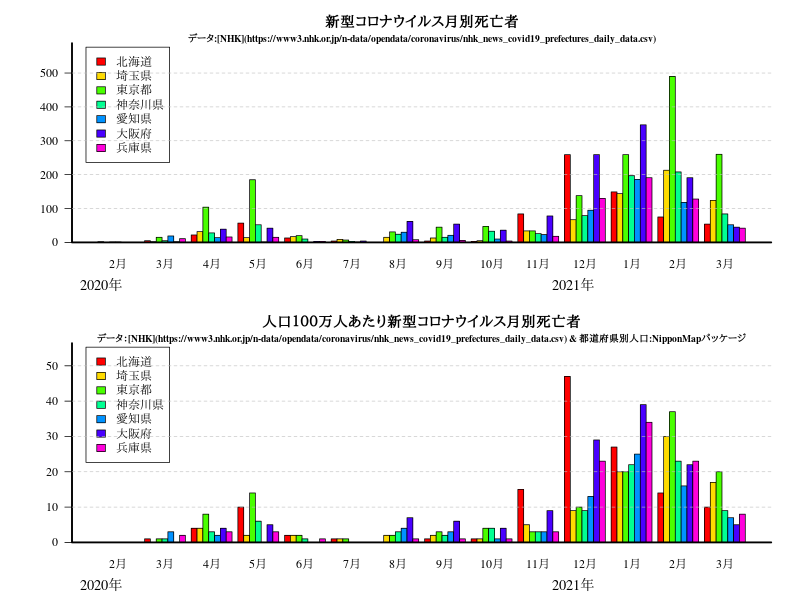 新型コロナウイルス月別死亡者
データ:[NHK](https://www3.nhk.or.jp/n-data/opendata/coronavirus/nhk_news_covid19_prefectures_daily_data.csv)
北海道
埼玉県
東京都
神奈川県
愛知県
大阪府
兵庫県
500
400
300
200
100
0
2月 3月 4月 5月 6月 7月 8月 9月 10月 11月 12月 1月 2月 3月
2020年 2021年
人口100万人あたり新型コロナウイルス月別死亡者
データ:[NHK](https://www3.nhk.or.jp/n-data/opendata/coronavirus/nhk_news_covid19_prefectures_daily_data.csv) & 都道府県別人口:NipponMapパッケージ
北海道
埼玉県
東京都
神奈川県
愛知県
大阪府
兵庫県
50
40
30
20
10
0
2月 3月 4月 5月 6月 7月 8月 9月 10月 11月 12月 1月 2月 3月
2020年 2021年